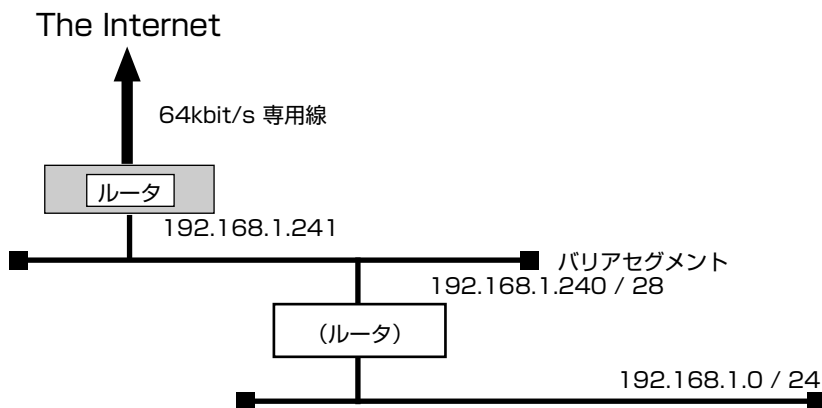 The Internet
64kbit/s 専用線
ルータ
192.168.1.241
バリアセグメント
192.168.1.240 / 28
(ルータ)
192.168.1.0 / 24